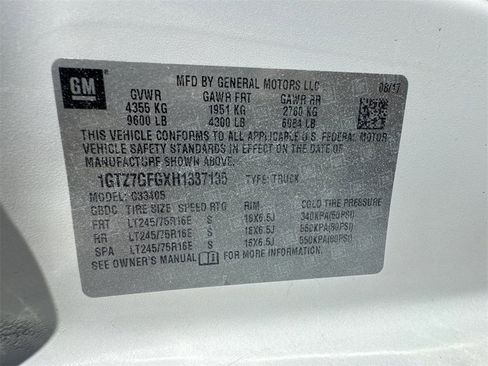 GM
MFD BY GENERAL MOTORS LLC 08/17
GVWR GAWR FRT GAWR RR
4355 KG 1951 KG 2760 KG
9600 LB 4300 LB 6084 LB
THIS VEHICLE CONFORMS TO ALL APPLICABLE U.S. FEDERAL MOTOR
VEHICLE SAFETY STANDARDS IN EFFECT ON THE DATE OF
MANUFACTURE SHOWN ABOVE.
1GTZ7GFGXH1337135 TYPE: TRUCK
MODEL: G33405
GBDC TIRE SIZE SPEED RTG RIM COLD TIRE PRESSURE
FRT LT245/75R16E S 16X6.5J 340KPA(50PSI)
RR LT245/75R16E S 16X6.5J 550KPA(80PSI)
SPA LT245/75R16E S 16X6.5J 550KPA(80PSI)
SEE OWNER'S MANUAL FOR MORE INFORMATION.